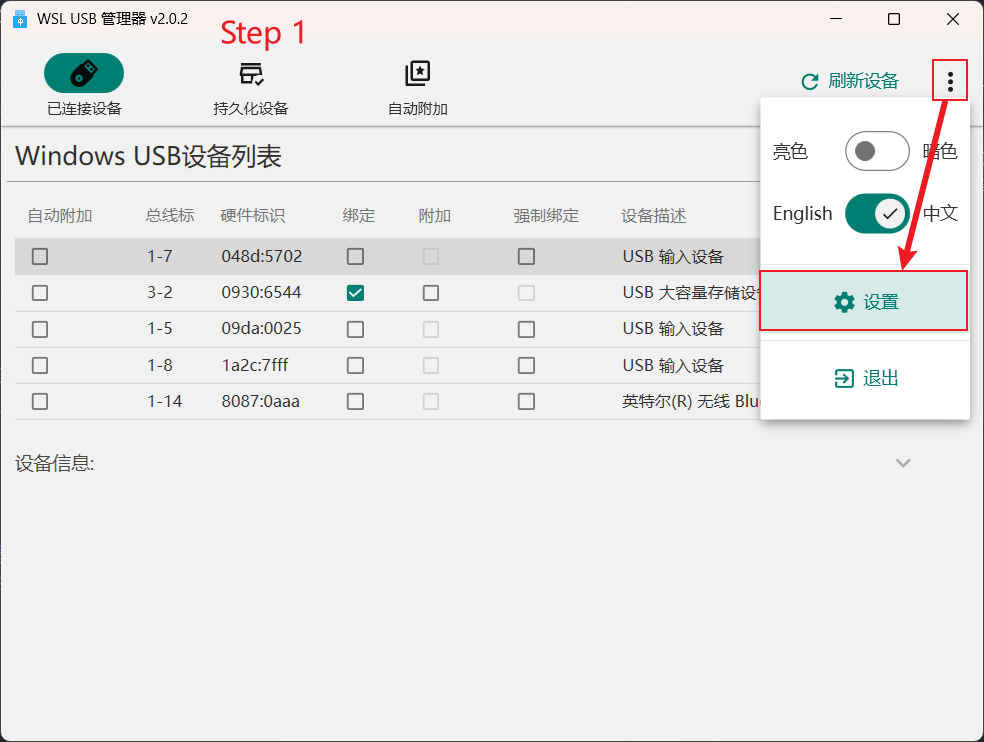 WSL USB 管理器 v2.0.2
Step 1
已连接设备 持久化设备 自动附加 刷新设备
Windows USB设备列表
亮色 暗色
English 中文
设置
退出
自动附加 总线标 硬件标识 绑定 附加 强制绑定 设备描述
1-7 048d:5702 USB 输入设备
3-2 0930:6544 USB 大容量存储设
1-5 09da:0025 USB 输入设备
1-8 1a2c:7fff USB 输入设备
1-14 8087:0aaa 英特尔(R) 无线 Blu
设备信息: